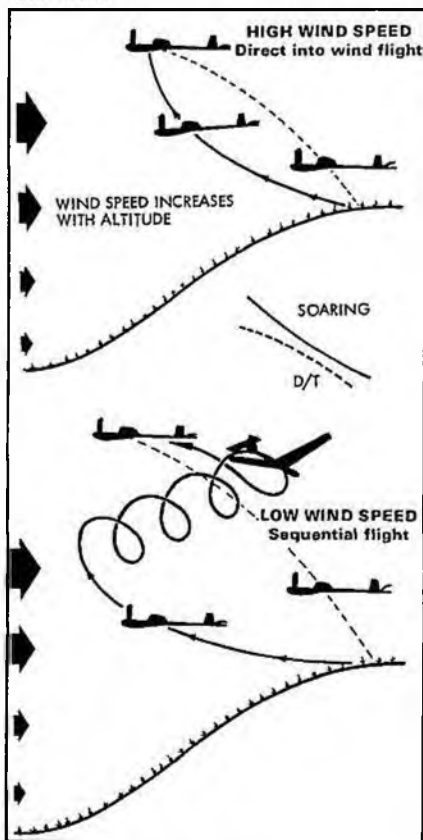 HIGH WIND SPEED
Direct into wind flight
WIND SPEED INCREASES
WITH ALTITUDE
SOARING
D/T
LOW WIND SPEED
Sequential flight